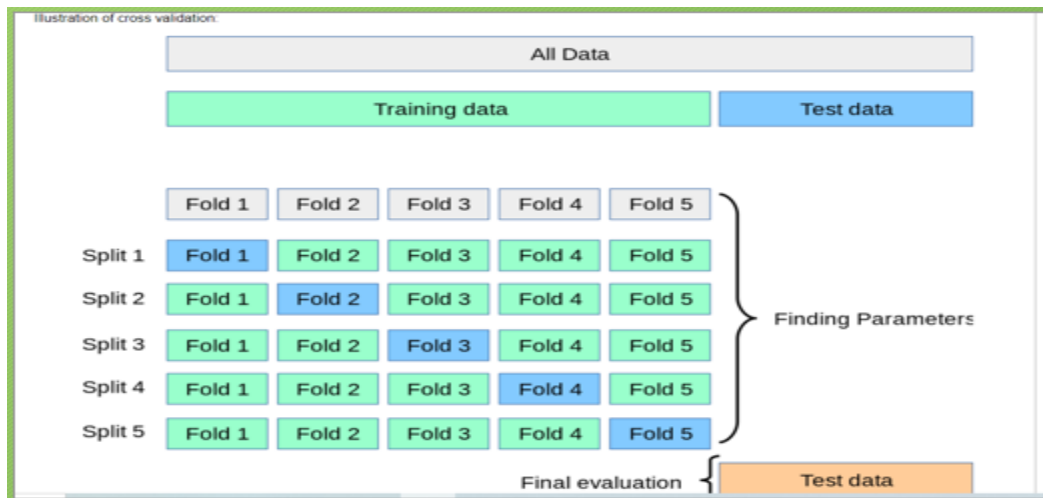 Illustration of cross validation:
All Data
Training data Test data
Fold 1 Fold 2 Fold 3 Fold 4 Fold 5
Split 1 Fold 1 Fold 2 Fold 3 Fold 4 Fold 5
Split 2 Fold 1 Fold 2 Fold 3 Fold 4 Fold 5
Finding Parameters
Split 3 Fold 1 Fold 2 Fold 3 Fold 4 Fold 5
Split 4 Fold 1 Fold 2 Fold 3 Fold 4 Fold 5
Split 5 Fold 1 Fold 2 Fold 3 Fold 4 Fold 5
Final evaluation Test data